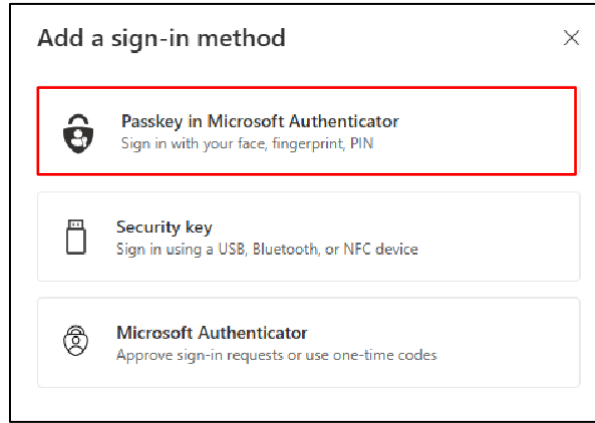 Add a sign-in method
Passkey in Microsoft Authenticator
Sign in with your face, fingerprint, PIN
Security key
Sign in using a USB, Bluetooth, or NFC device
Microsoft Authenticator
Approve sign-in requests or use one-time codes